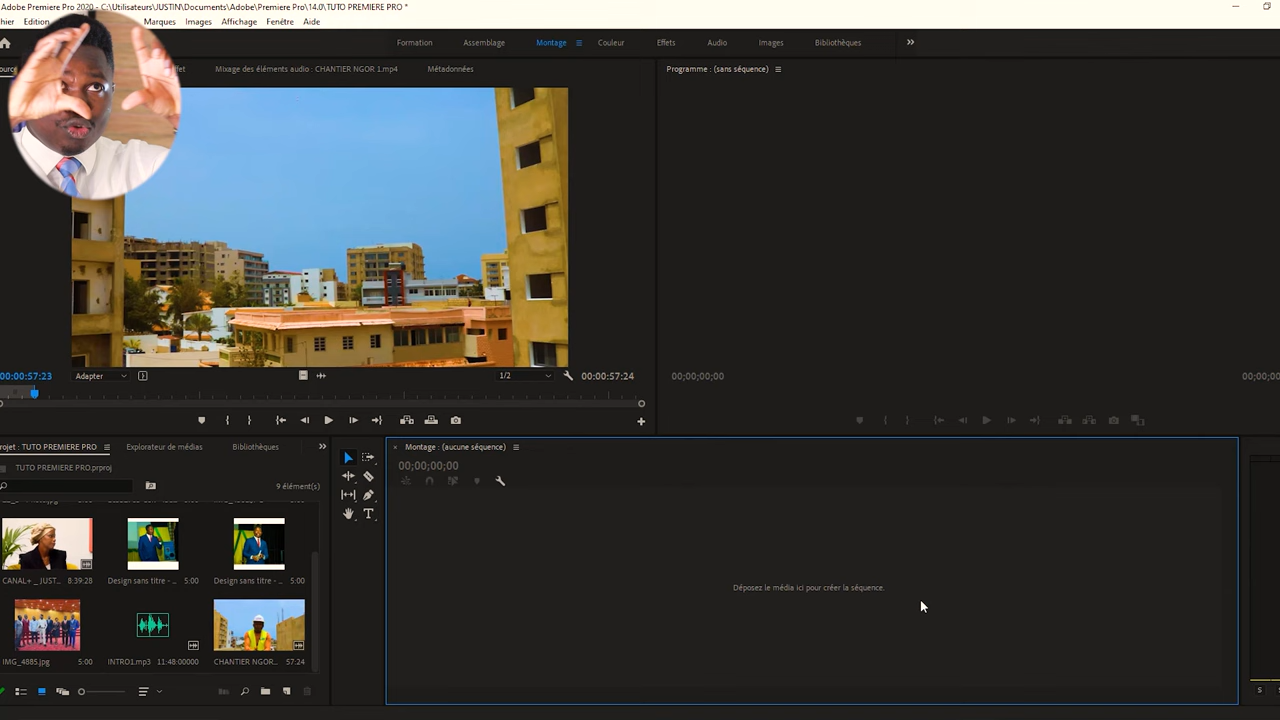 Adobe Premiere Pro 2020 - C:\Utilisateurs\JUSTIN\Documents\Adobe\Premiere Pro\14.0\TUTO PREMIERE PRO *
hier Edition Marques Images Affichage Fenêtre Aide
Formation Assemblage Montage Couleur Effets Audio Images Bibliothèques
Mixage des éléments audio : CHANTIER NGOR 1.mp4 Métadonnées
Programme : (sans séquence)
00:00:57:23 Adapter 1/2 00:00:57:24
00;00;00;00 00;00;00
rojet : TUTO PREMIERE PRO Explorateur de médias Bibliothèques
TUTO PREMIERE PRO.prproj
9 élément(s)
CANAL+ _ JUST... 8:39:28 Design sans titre - ... 5:00 Design sans titre - ... 5:00
IMG_4885.jpg 5:00 INTRO1.mp3 11:48:00000 CHANTIER NGOR... 57:24
Montage : (aucune séquence)
00;00;00;00
Déposez le média ici pour créer la séquence.
S